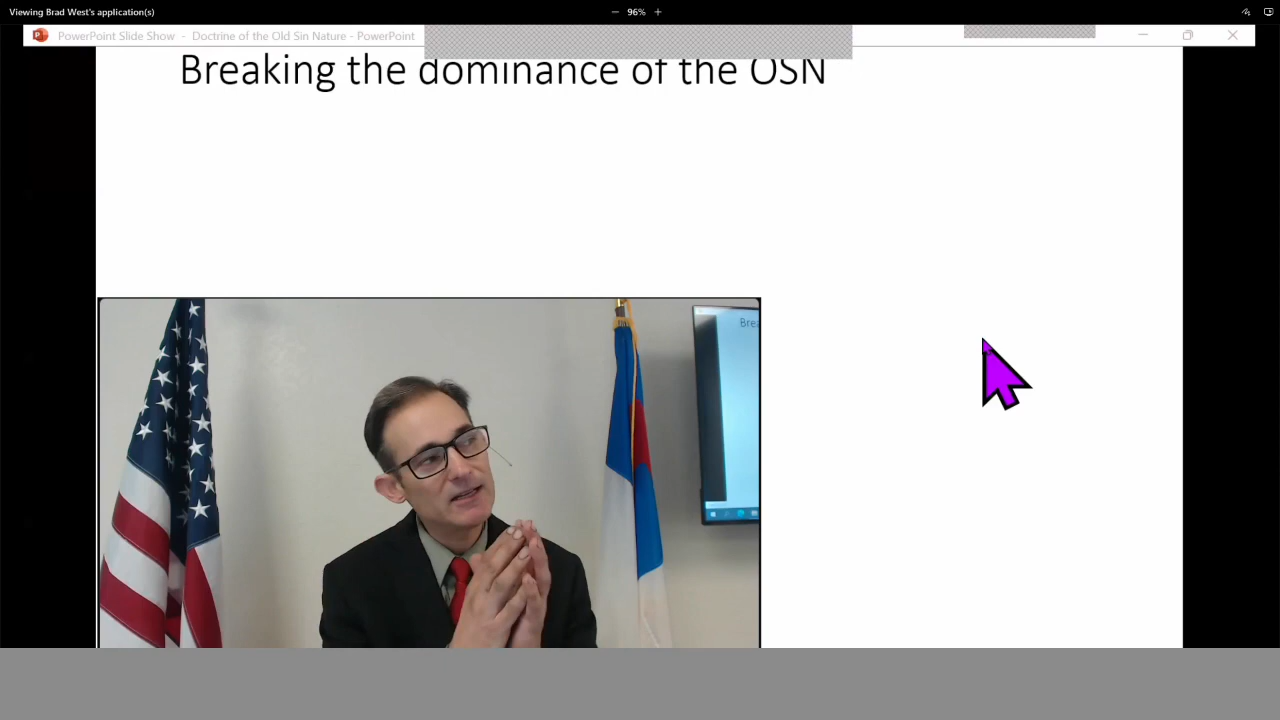 Viewing Brad West's application(s)
96%
PowerPoint Slide Show - Doctrine of the Old Sin Nature - PowerPoint
Breaking the dominance of the OSN
Brea